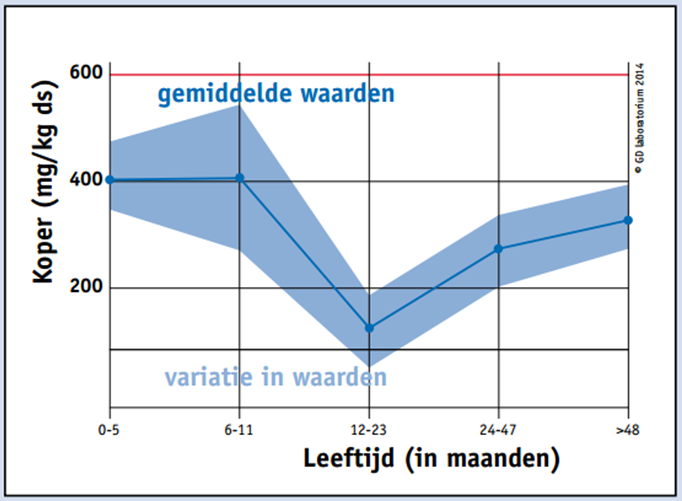 600
gemiddelde waarden
400
200
Koper (mg/kg ds)
variatie in waarden
0-5
6-11
12-23
24-47
>48
Leeftijd (in maanden)
© GD laboratorium 2014